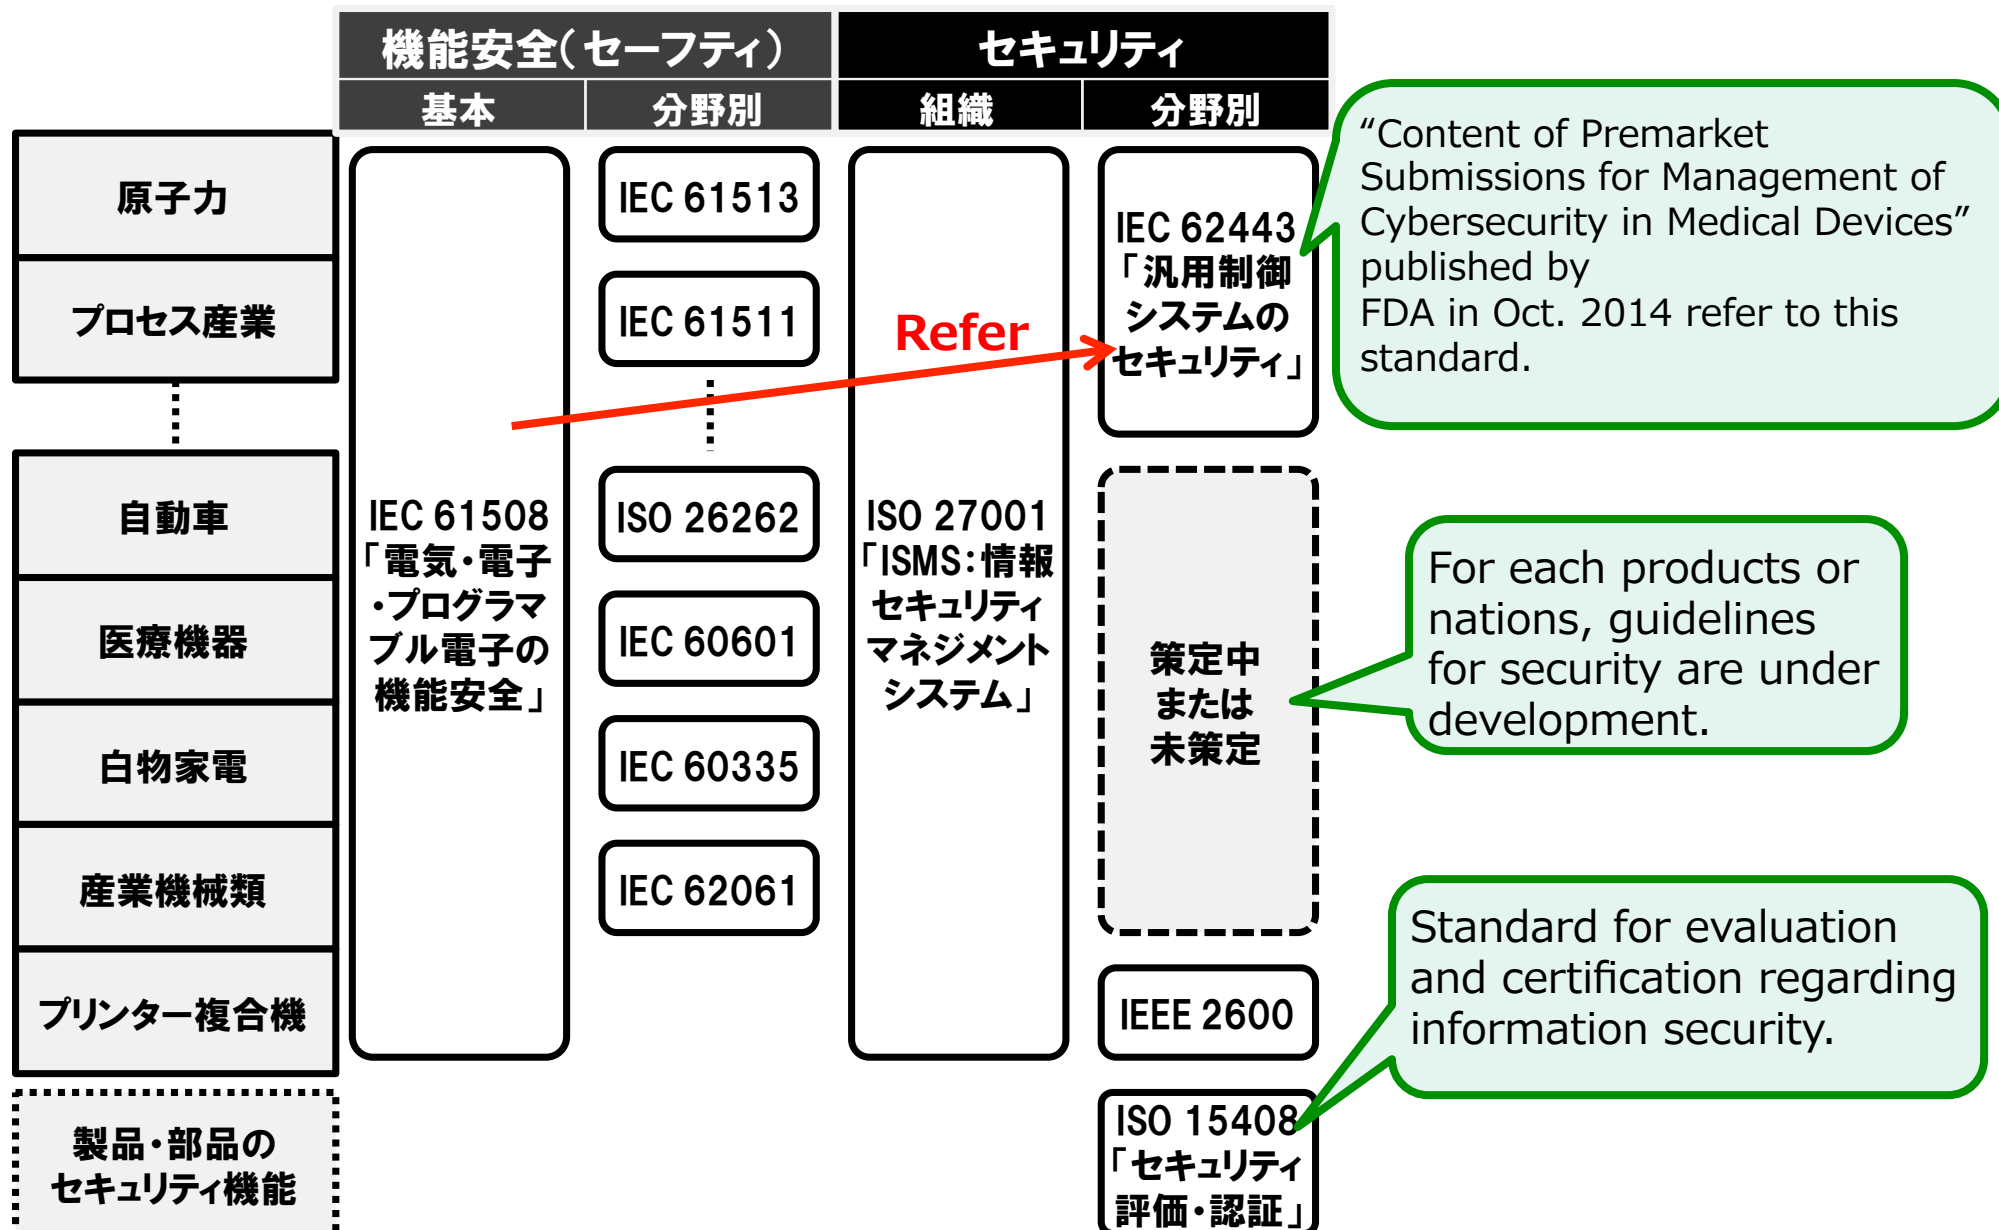 機能安全(セーフティ)
セキュリティ
基本
分野別
組織
分野別
原子力
プロセス産業
自動車
医療機器
白物家電
産業機械類
プリンター複合機
製品・部品の
セキュリティ機能
IEC 61508
「電気・電子
・プログラマ
ブル電子の
機能安全」
IEC 61513
IEC 61511
ISO 26262
IEC 60601
IEC 60335
IEC 62061
Refer
ISO 27001
「ISMS:情報
セキュリティ
マネジメント
システム」
IEC 62443
「汎用制御
システムの
セキュリティ」
策定中
または
未策定
IEEE 2600
ISO 15408
「セキュリティ
評価・認証」
“Content of Premarket
Submissions for Management of
Cybersecurity in Medical Devices”
published by
FDA in Oct. 2014 refer to this
standard.
For each products or
nations, guidelines
for security are under
development.
Standard for evaluation
and certification regarding
information security.